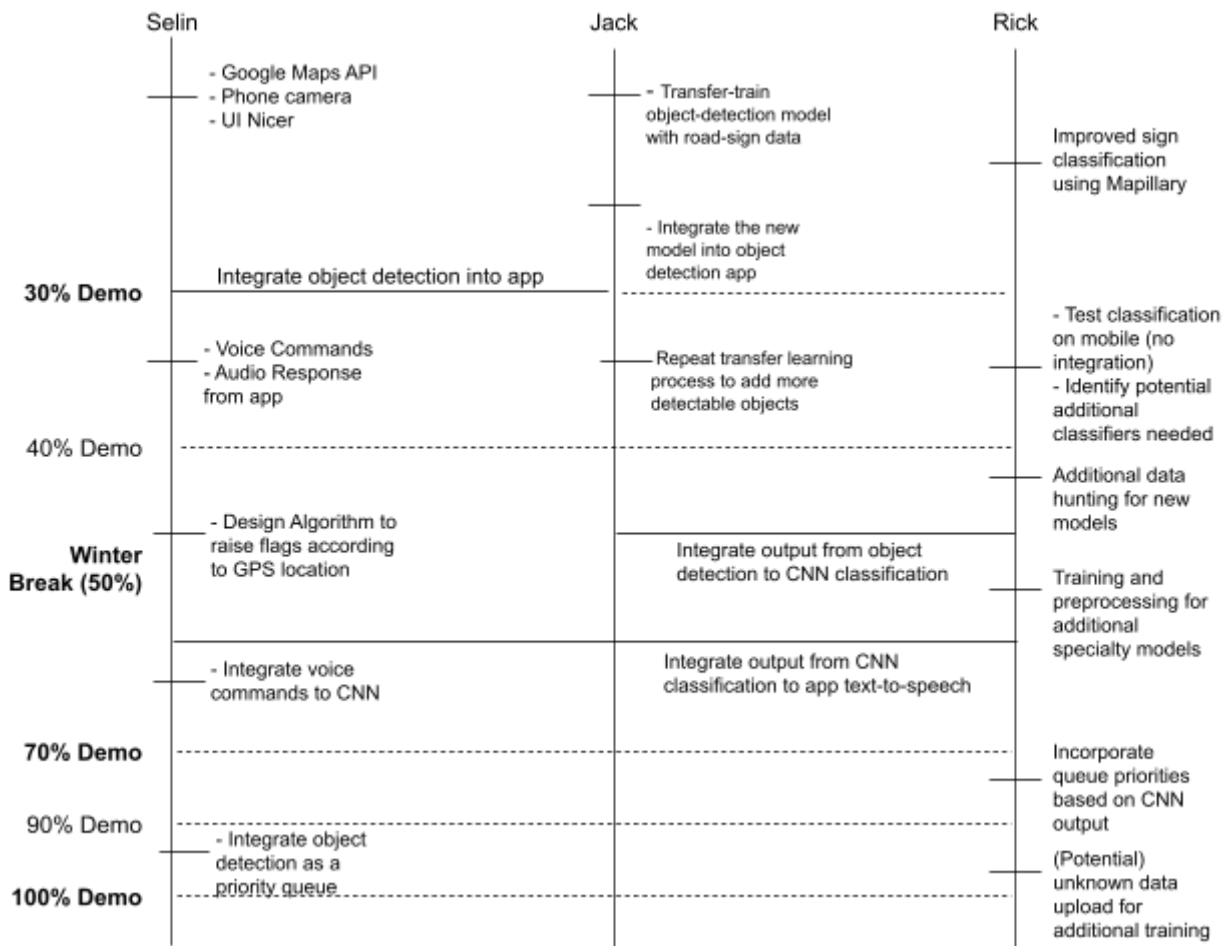 Selin
Jack
Rick
- Google Maps API
- Phone camera
- UI Nicer
- Transfer-train
object-detection model
with road-sign data
Improved sign
classification
using Mapillary
- Integrate the new
model into object
detection app
Integrate object detection into app
30% Demo
- Voice Commands
- Audio Response
from app
- Repeat transfer learning
process to add more
detectable objects
- Test classification
on mobile (no
integration)
- Identify potential
additional
classifiers needed
40% Demo
Additional data
hunting for new
models
- Design Algorithm to
raise flags according
to GPS location
Integrate output from object
detection to CNN classification
Winter
Break (50%)
Training and
preprocessing for
additional
specialty models
- Integrate voice
commands to CNN
Integrate output from CNN
classification to app text-to-speech
70% Demo
Incorporate
queue priorities
based on CNN
output
90% Demo
- Integrate object
detection as a
priority queue
(Potential)
unknown data
upload for
additional training
100% Demo